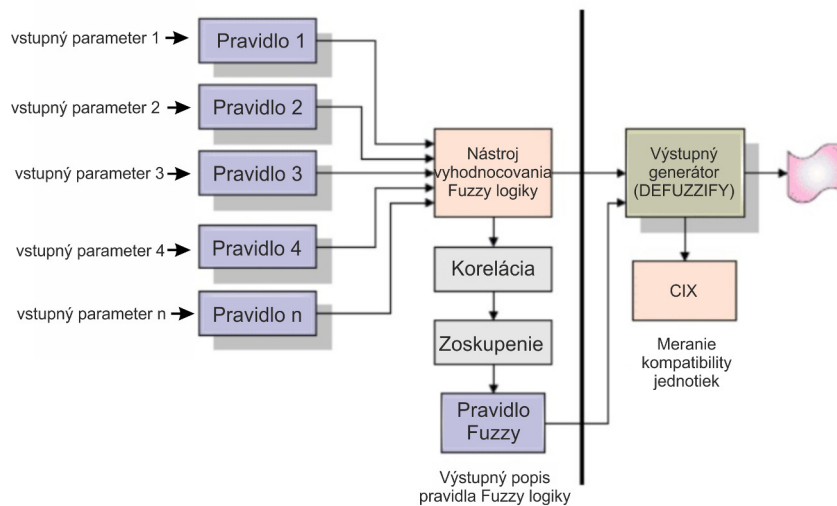 vstupný parameter 1
Pravidlo 1
vstupný parameter 2
Pravidlo 2
vstupný parameter 3
Pravidlo 3
vstupný parameter 4
Pravidlo 4
vstupný parameter n
Pravidlo n
Nástroj
vyhodnocovania
Fuzzy logiky
Korelácia
Zoskupenie
Pravidlo
Fuzzy
Výstupný popis
pravidla Fuzzy logiky
Výstupný
generátor
(DEFUZZIFY)
CIX
Meranie
kompatibility
jednotiek